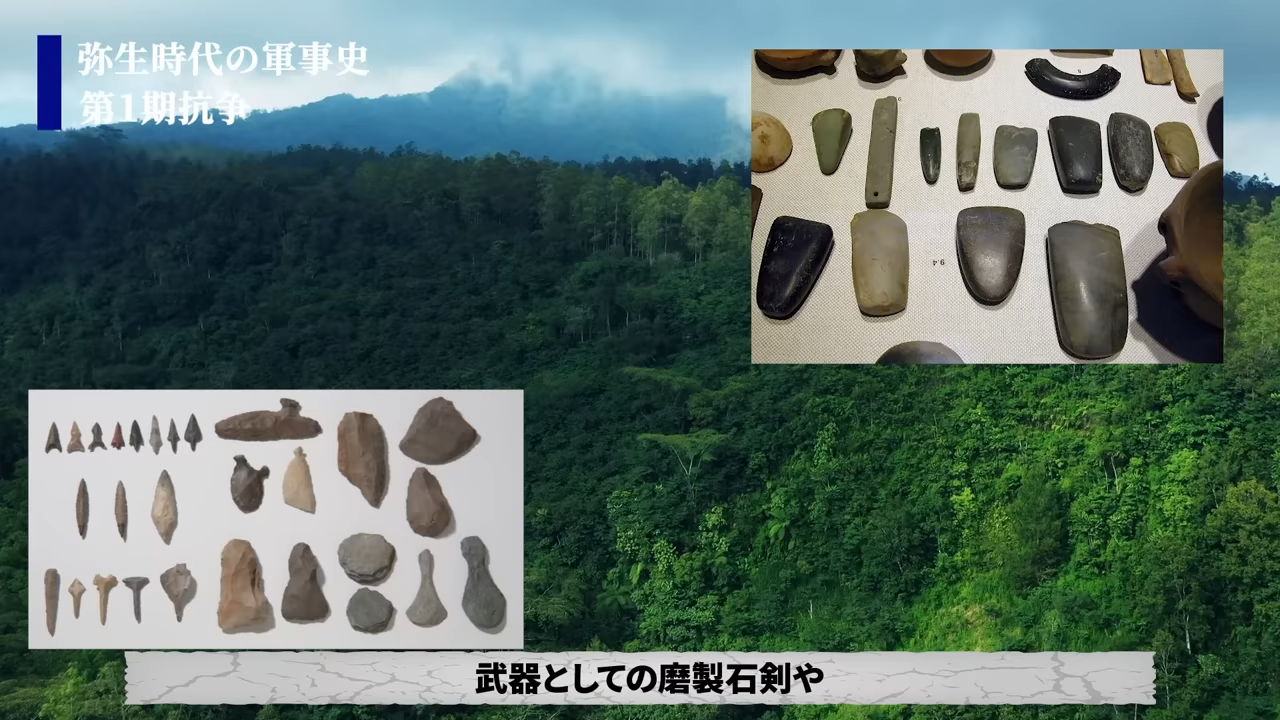 弥生時代の軍事史
第1期抗争
武器としての磨製石剣や